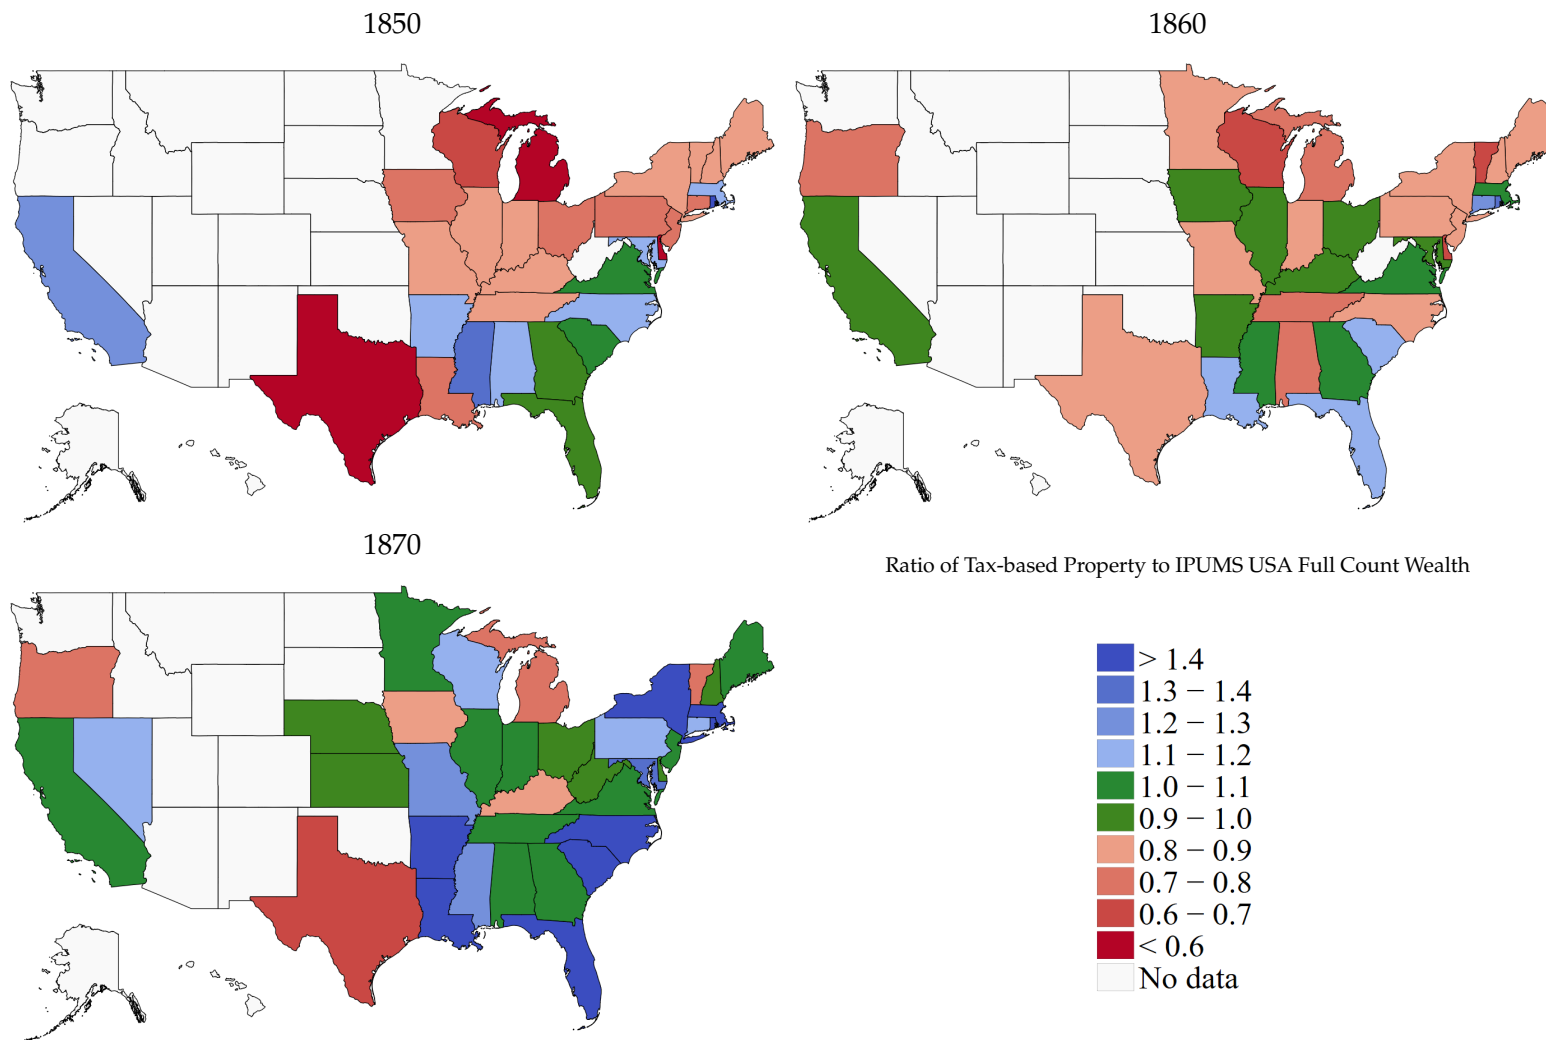 1850
1860
1870
Ratio of Tax-based Property to IPUMS USA Full Count Wealth
> 1.4
1.3 − 1.4
1.2 − 1.3
1.1 − 1.2
1.0 − 1.1
0.9 − 1.0
0.8 − 0.9
0.7 − 0.8
0.6 − 0.7
< 0.6
No data